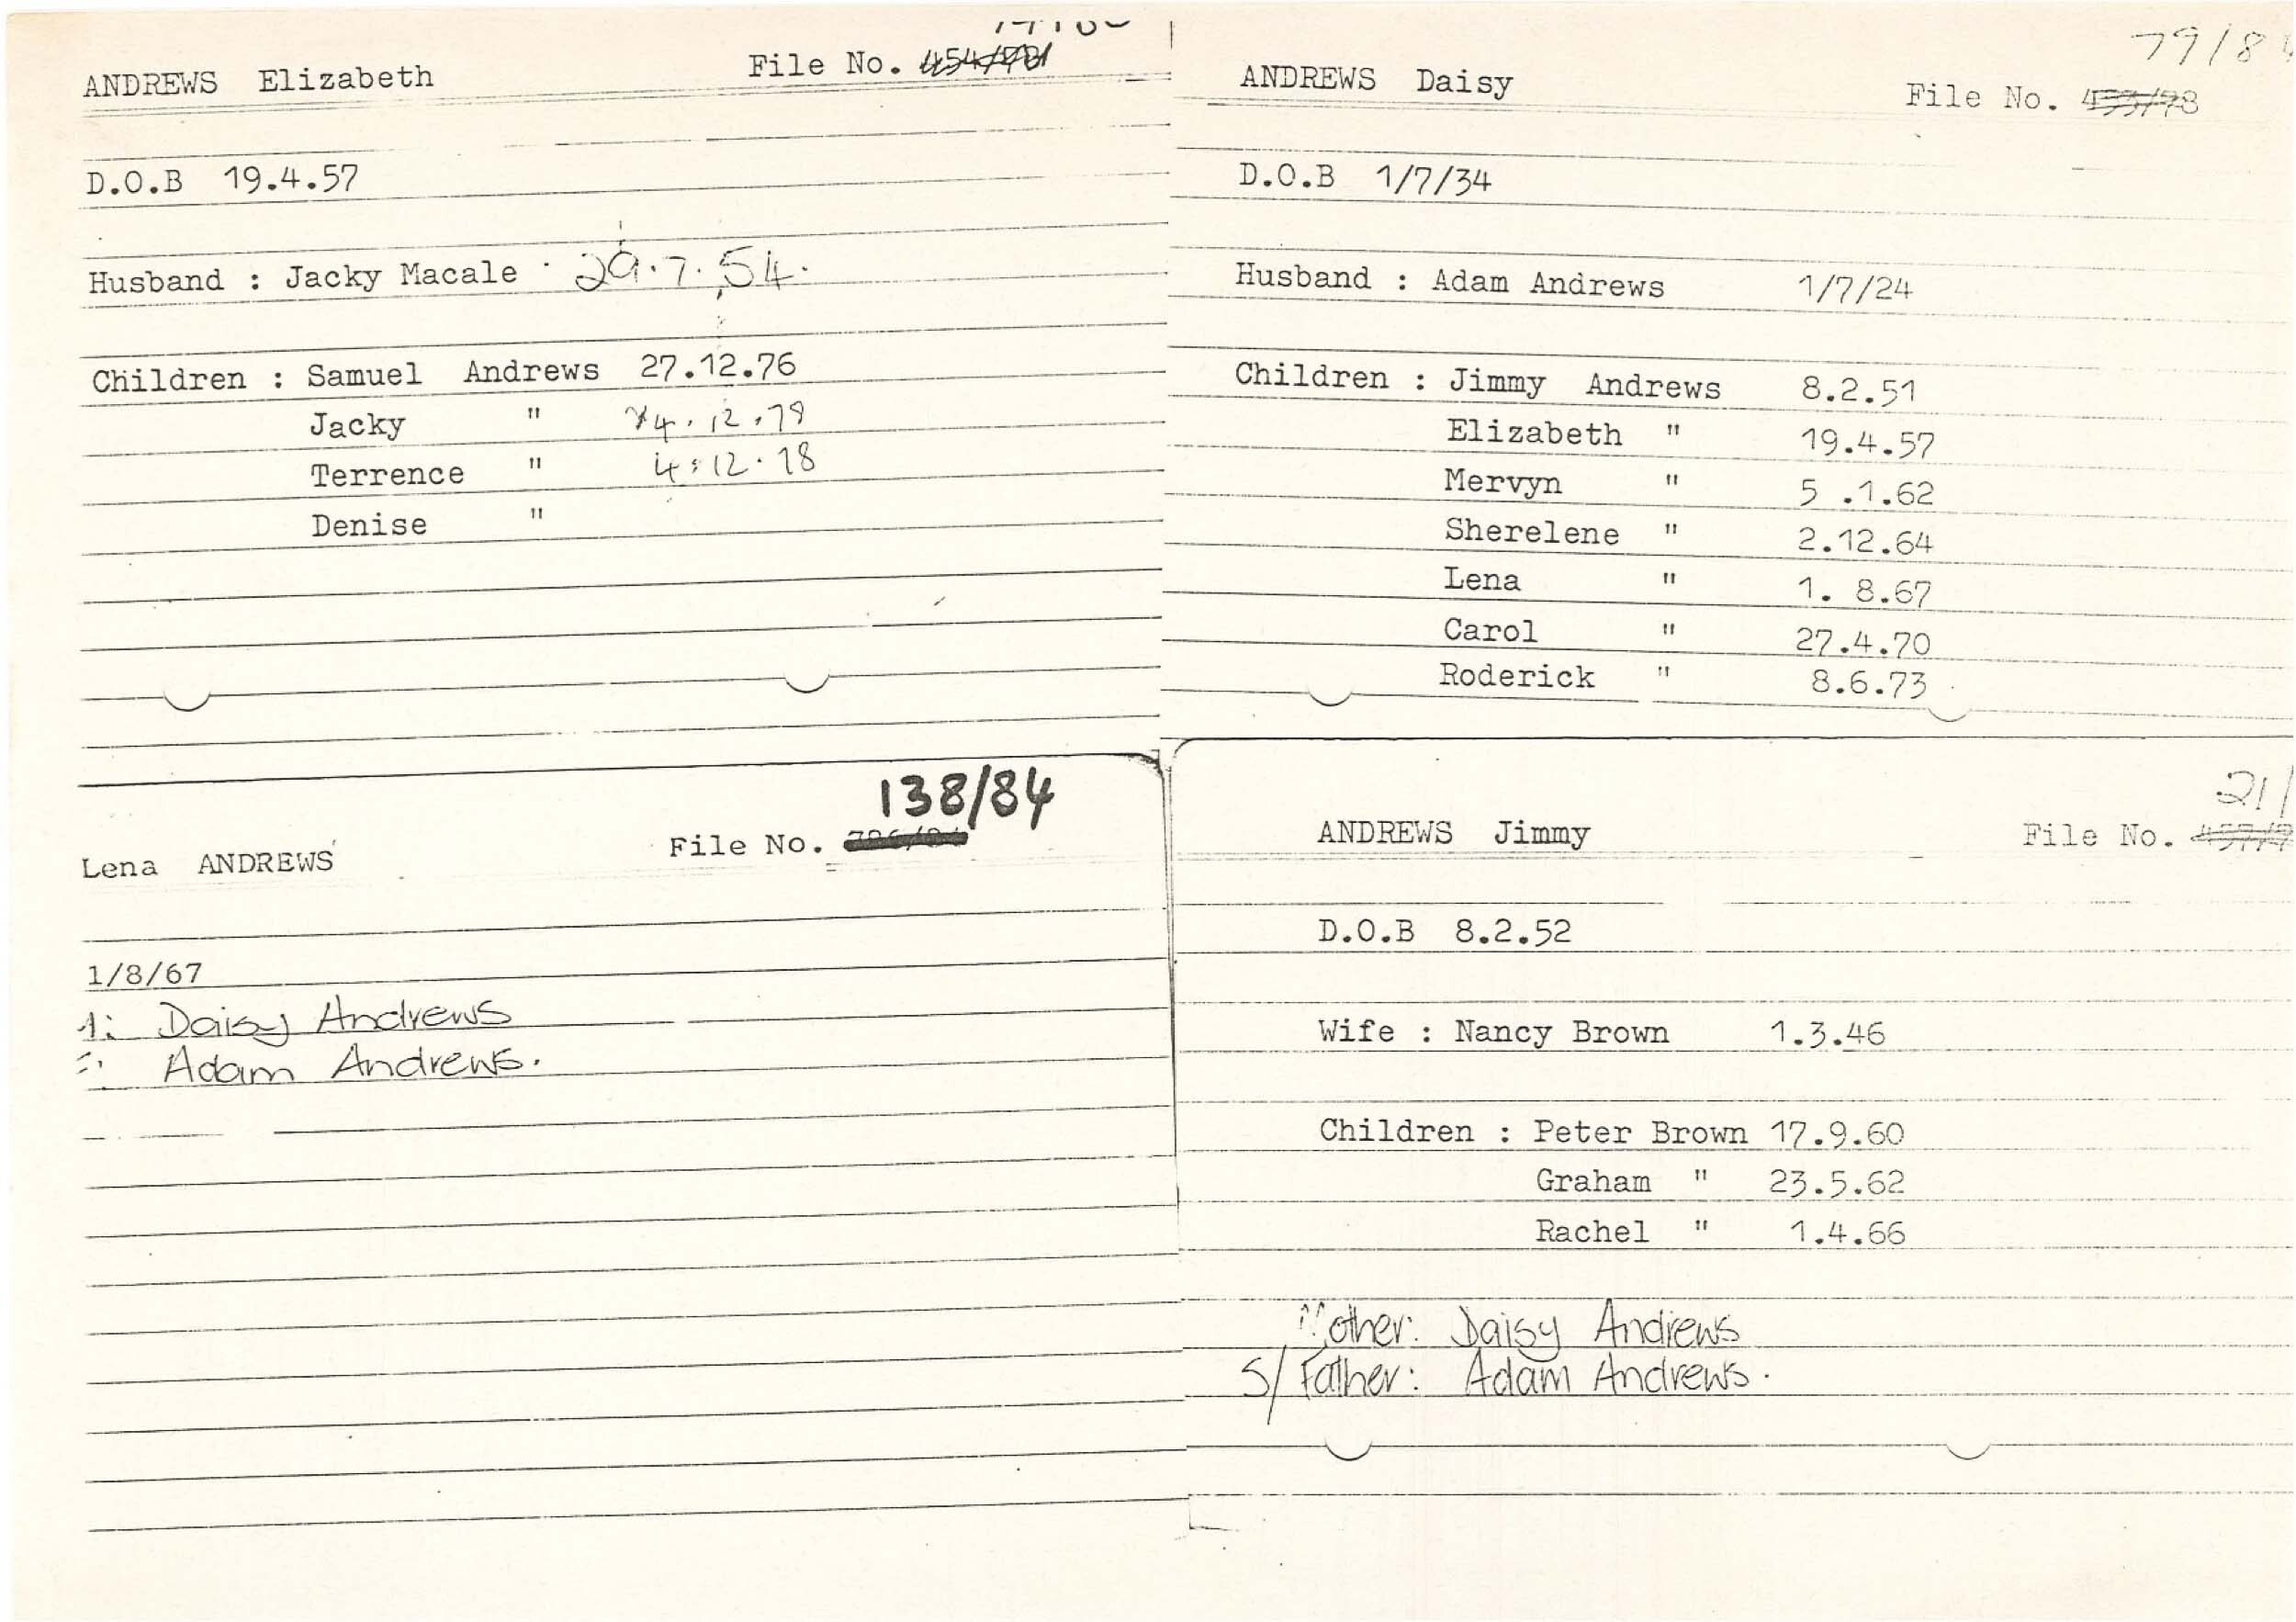 ANDREWS Elizabeth File No.
D.O.B 19.4.57
Husband : Jacky Macale 29.7.54.
Children : Samuel Andrews 27.12.76
Jacky " 4.12.79
Terrence " 4.12.78
Denise "
79/8
ANDREWS Daisy File No. 453/78
D.O.B 1/7/34
Husband : Adam Andrews 1/7/24
Children : Jimmy Andrews 8.2.51
Elizabeth " 19.4.57
Mervyn " 5 .1.62
Sherelene " 2.12.64
Lena " 1. 8.67
Carol " 27.4.70
Roderick " 8.6.73
138/84
Lena ANDREWS File No.
1/8/67
Daisy Andrews
Adam Andrews.
21/
ANDREWS Jimmy File No.
D.O.B 8.2.52
Wife : Nancy Brown 1.3.46
Children : Peter Brown 17.9.60
Graham " 23.5.62
Rachel " 1.4.66
Mother: Daisy Andrews
S/Father: Adam Andrews.